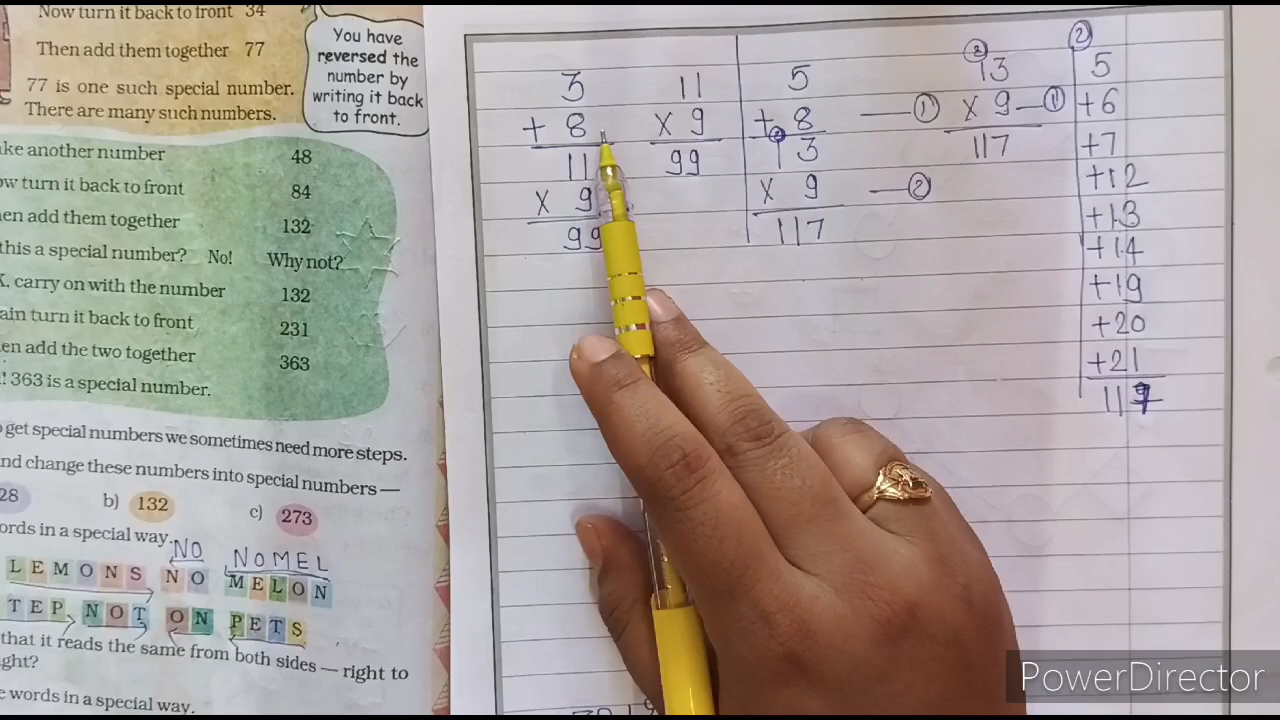 Now turn it back to front 34
Then add them together 77
77 is one such special number.
There are many such numbers.
You have
reversed the
number by
writing it back
to front.
another number 48
turn it back to front 84
add them together 132
this a special number? No! Why not?
carry on with the number 132
turn it back to front 231
add the two together 363
! 363 is a special number.
get special numbers we sometimes need more steps.
change these numbers into special numbers —
28 b) 132 c) 273
in a special way.
NO NOMEL
LEMONS NO MELON
TEP NOT ON PETS
that it reads the same from both sides — right to
words in a special way.
3
+ 8
11
x 9
99
11
x 9
99
5
+ 8 — ①
② 13
x 9 — ②
117
②
13
x 9 — ①
117
②
5
+6
+7
+12
+13
+14
+19
+20
+21
117
PowerDirector